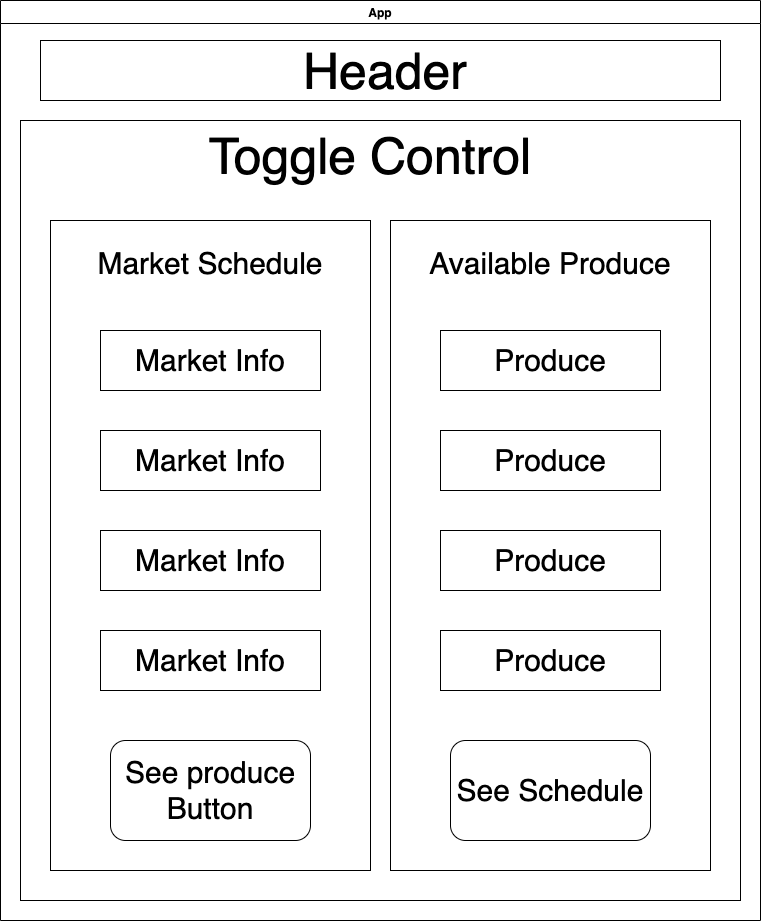 App
Header
Toggle Control
Market Schedule
Market Info
Market Info
Market Info
Market Info
See produce
Button
Available Produce
Produce
Produce
Produce
Produce
See Schedule